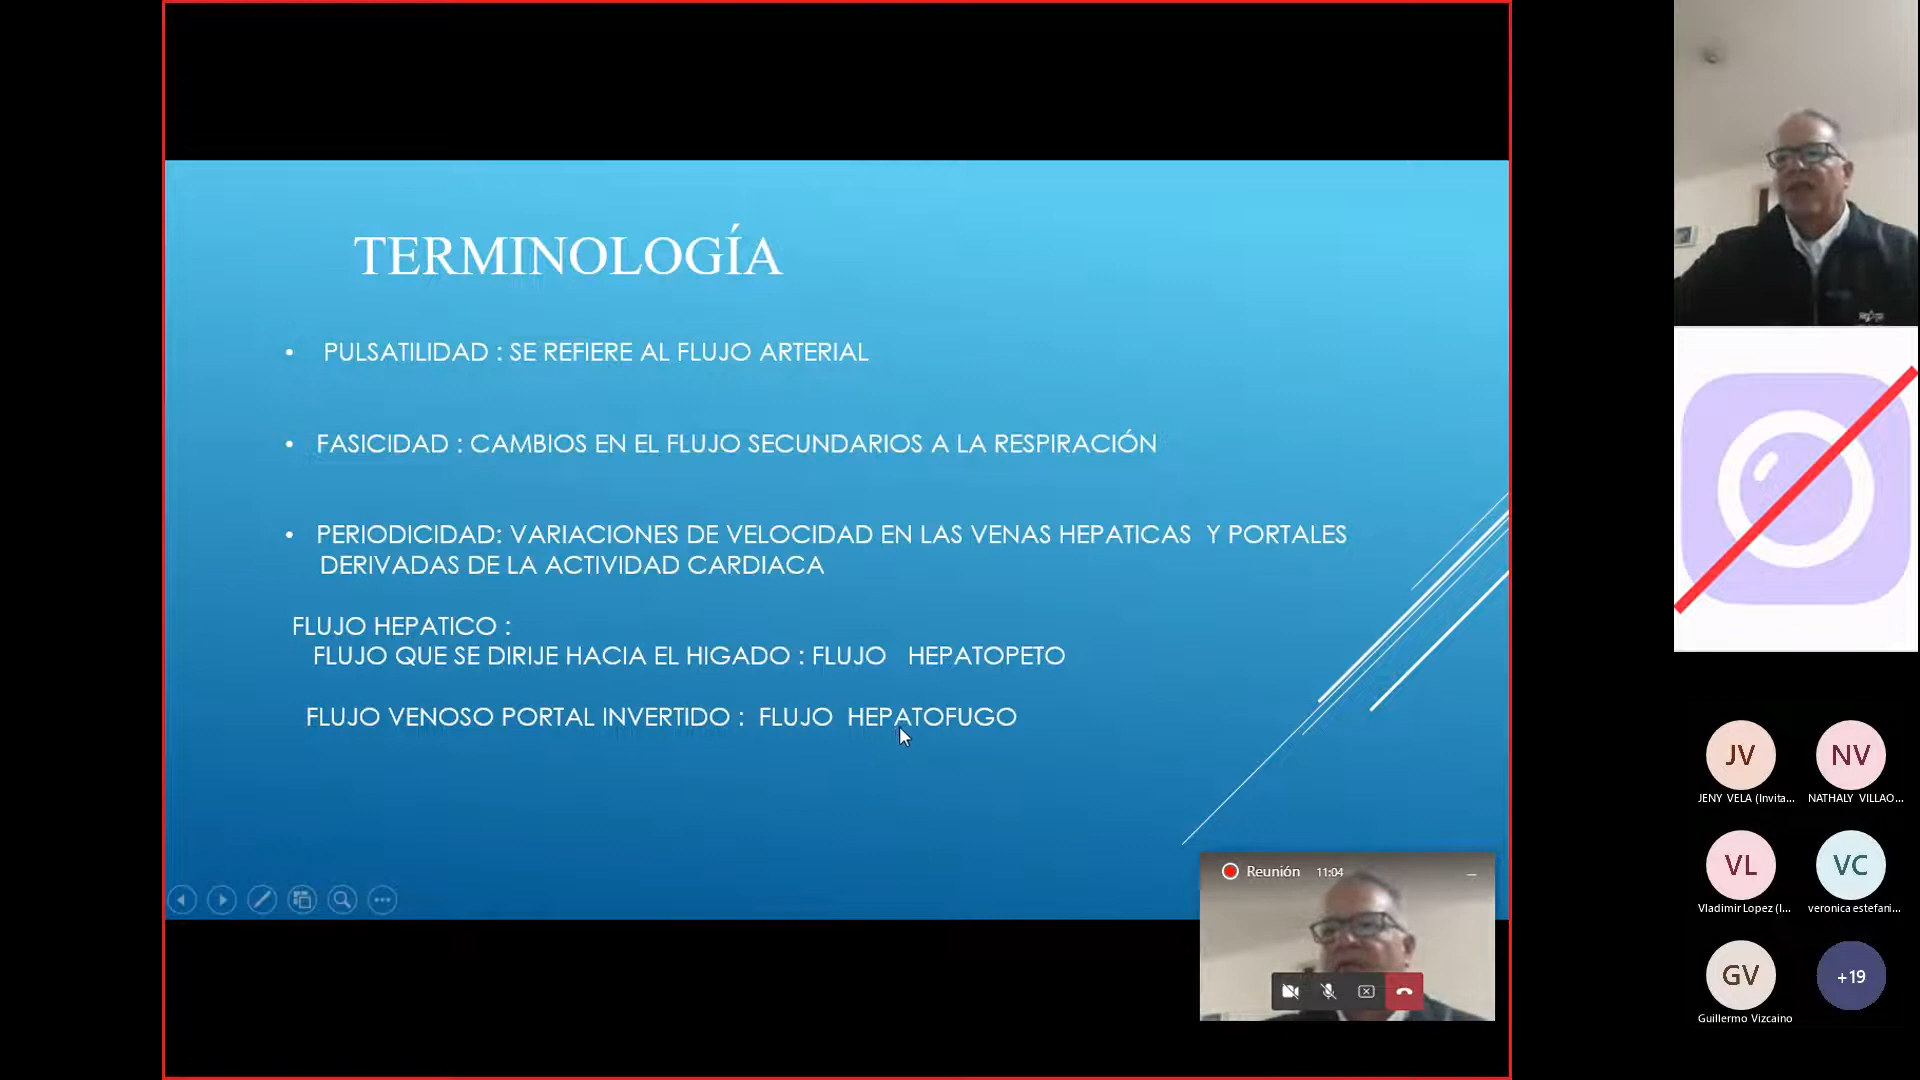 TERMINOLOGÍA
• PULSATILIDAD : SE REFIERE AL FLUJO ARTERIAL
• FASICIDAD : CAMBIOS EN EL FLUJO SECUNDARIOS A LA RESPIRACIÓN
• PERIODICIDAD: VARIACIONES DE VELOCIDAD EN LAS VENAS HEPATICAS Y PORTALES
DERIVADAS DE LA ACTIVIDAD CARDIACA
FLUJO HEPATICO :
FLUJO QUE SE DIRIJE HACIA EL HIGADO : FLUJO HEPATOPETO
FLUJO VENOSO PORTAL INVERTIDO : FLUJO HEPATOFUGO
Reunión 11:04
JV
JENY VELA (Invita...
NV
NATHALY VILLAO...
VL
Vladimir Lopez (I...
VC
veronica estefani...
GV
Guillermo Vizcaino
+19